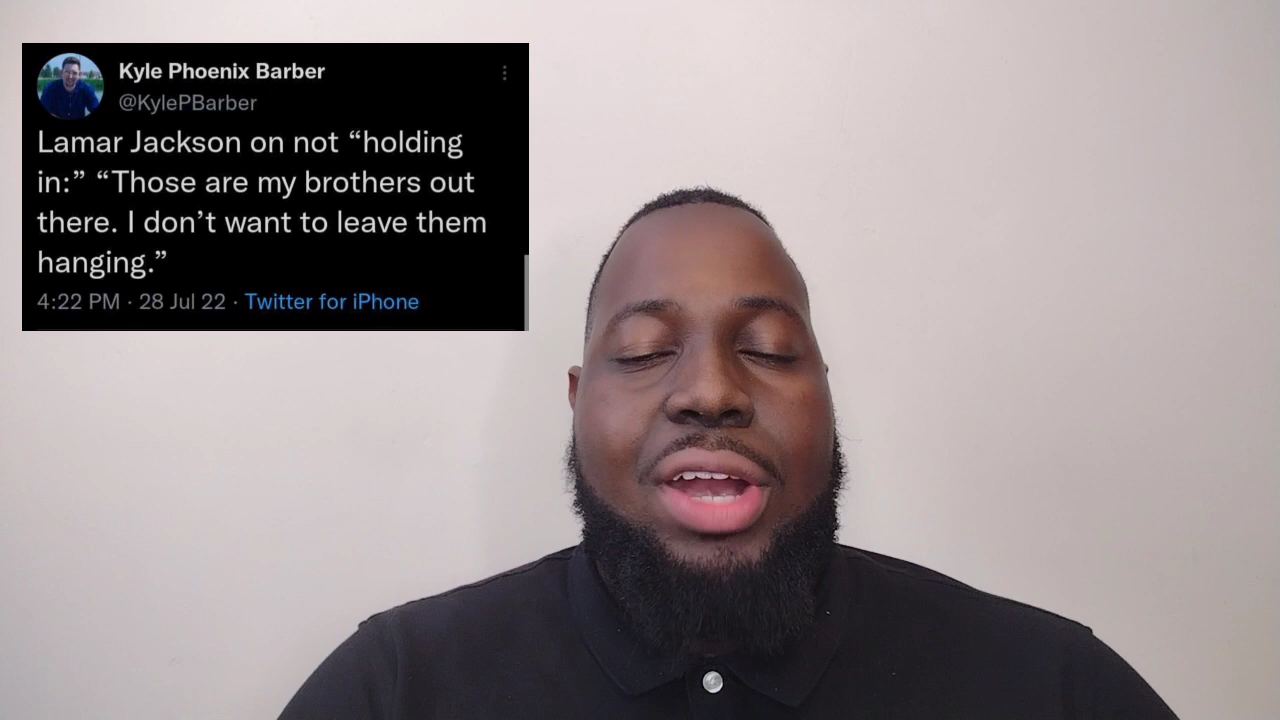 Kyle Phoenix Barber
@KylePBarber
Lamar Jackson on not “holding
in:” “Those are my brothers out
there. I don’t want to leave them
hanging.”
4:22 PM · 28 Jul 22 · Twitter for iPhone